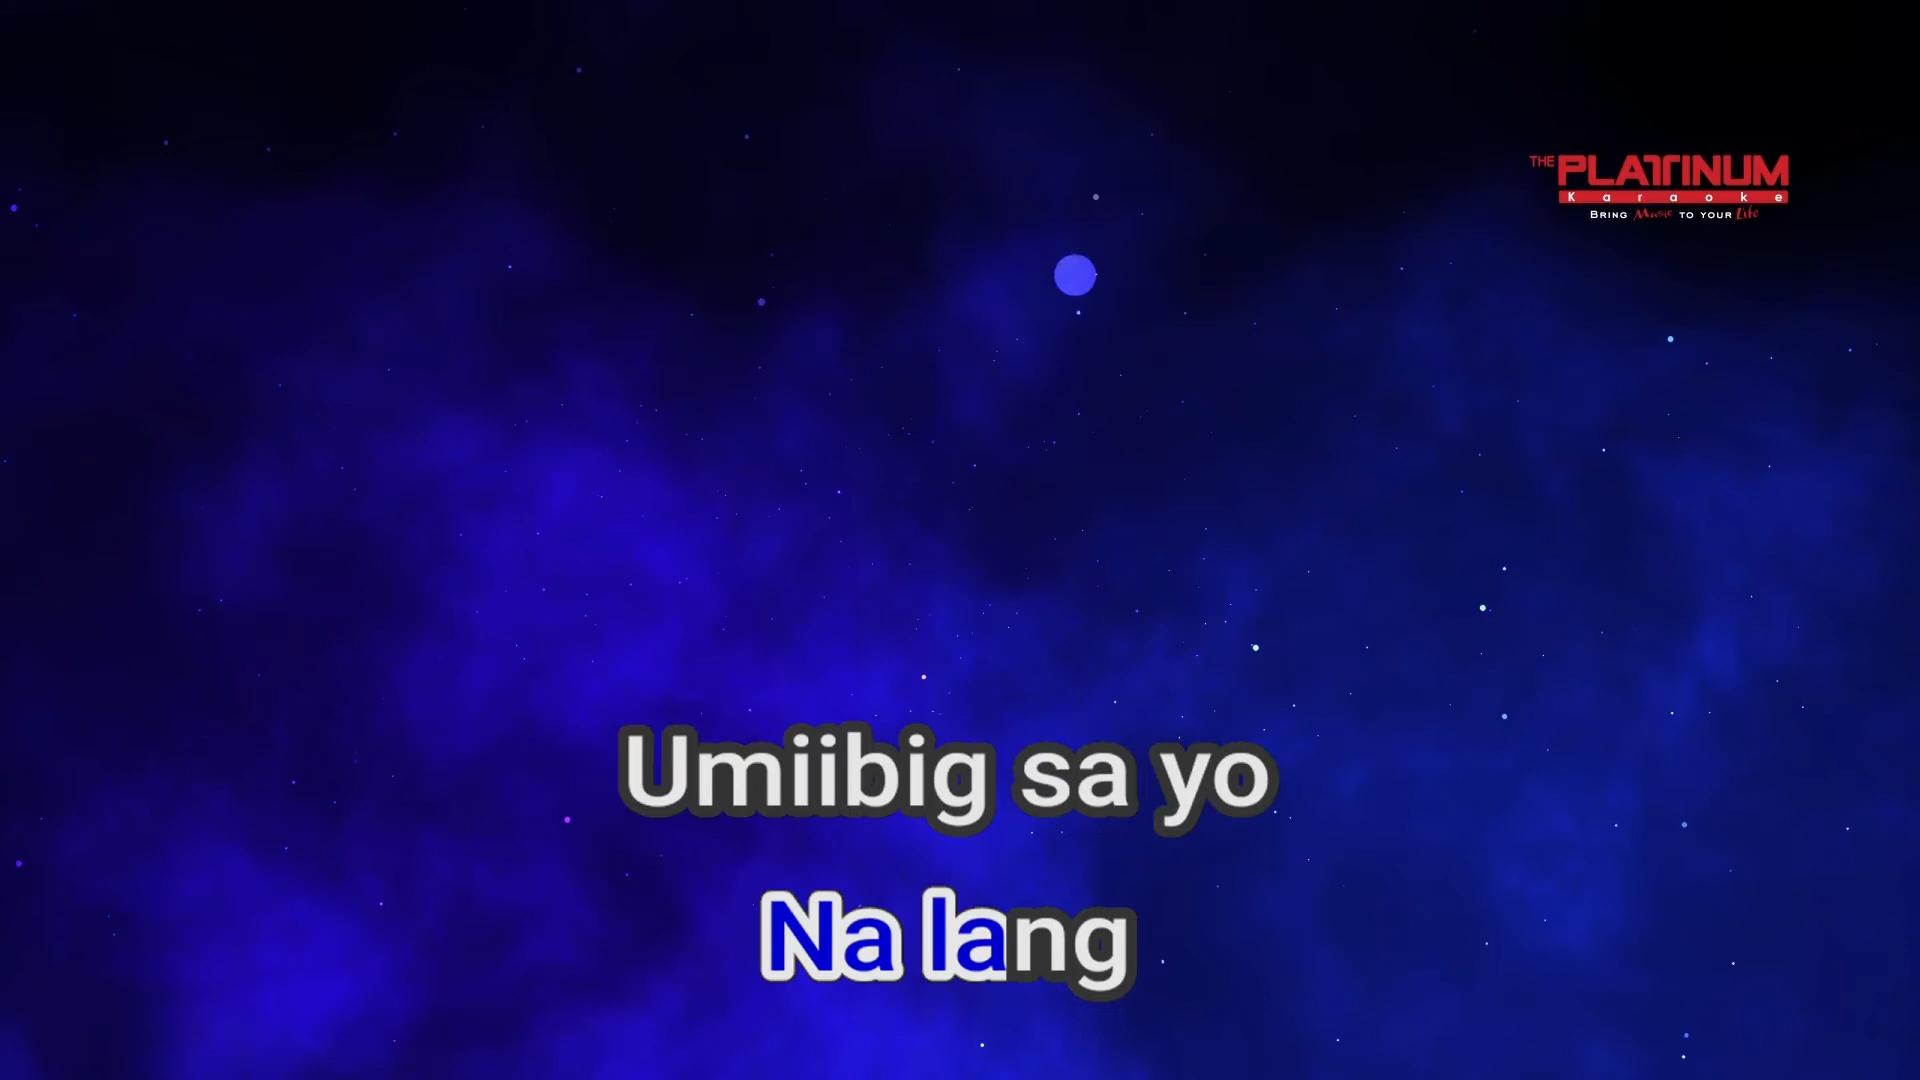 THE PLATINUM
Karaoke
BRING Music TO YOUR Life
Umiibig sa yo
Na lang